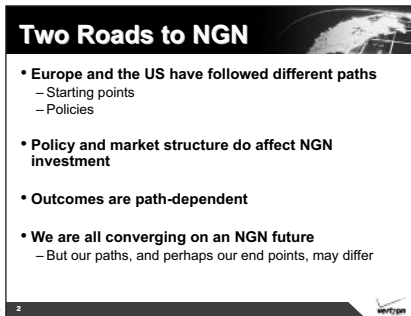 Two Roads to NGN
• Europe and the US have followed different paths
– Starting points
– Policies
• Policy and market structure do affect NGN
investment
• Outcomes are path-dependent
• We are all converging on an NGN future
– But our paths, and perhaps our end points, may differ
2
verizon